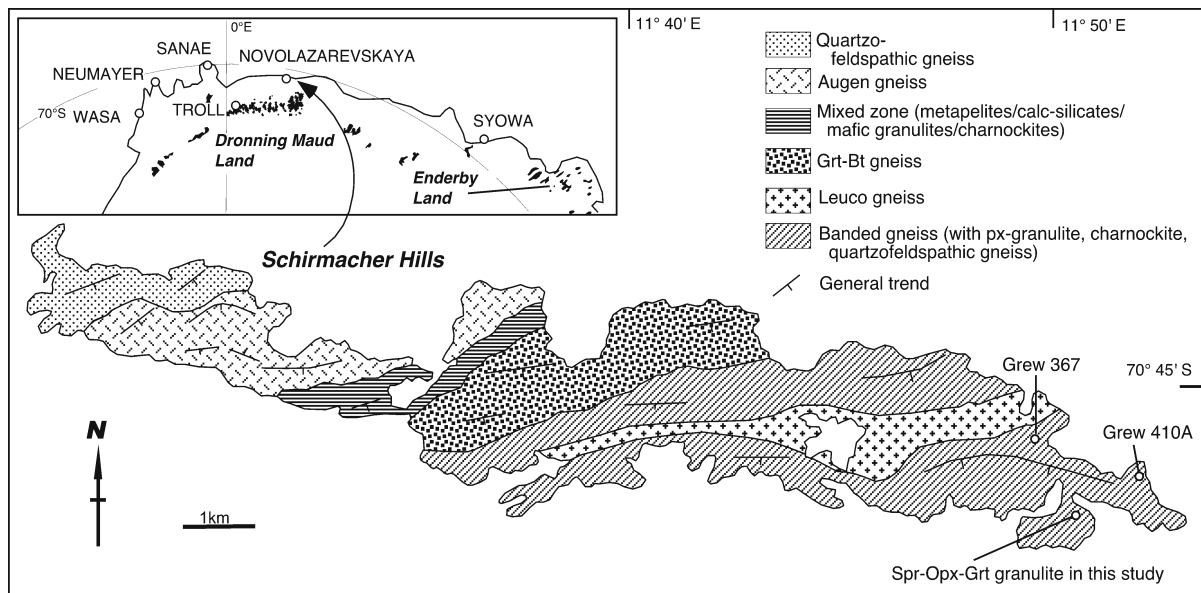 11° 40' E
11° 50' E
0°E
SANAE
NOVOLAZAREVSKAYA
NEUMAYER
70°S
WASA
TROLL
SYOWA
Dronning Maud
Land
Enderby
Land
Schirmacher Hills
Quartzo-
feldspathic gneiss
Augen gneiss
Mixed zone (metapelites/calc-silicates/
mafic granulites/charnockites)
Grt-Bt gneiss
Leuco gneiss
Banded gneiss (with px-granulite, charnockite,
quartzofeldspathic gneiss)
General trend
Grew 367
70° 45' S
Grew 410A
N
1km
Spr-Opx-Grt granulite in this study